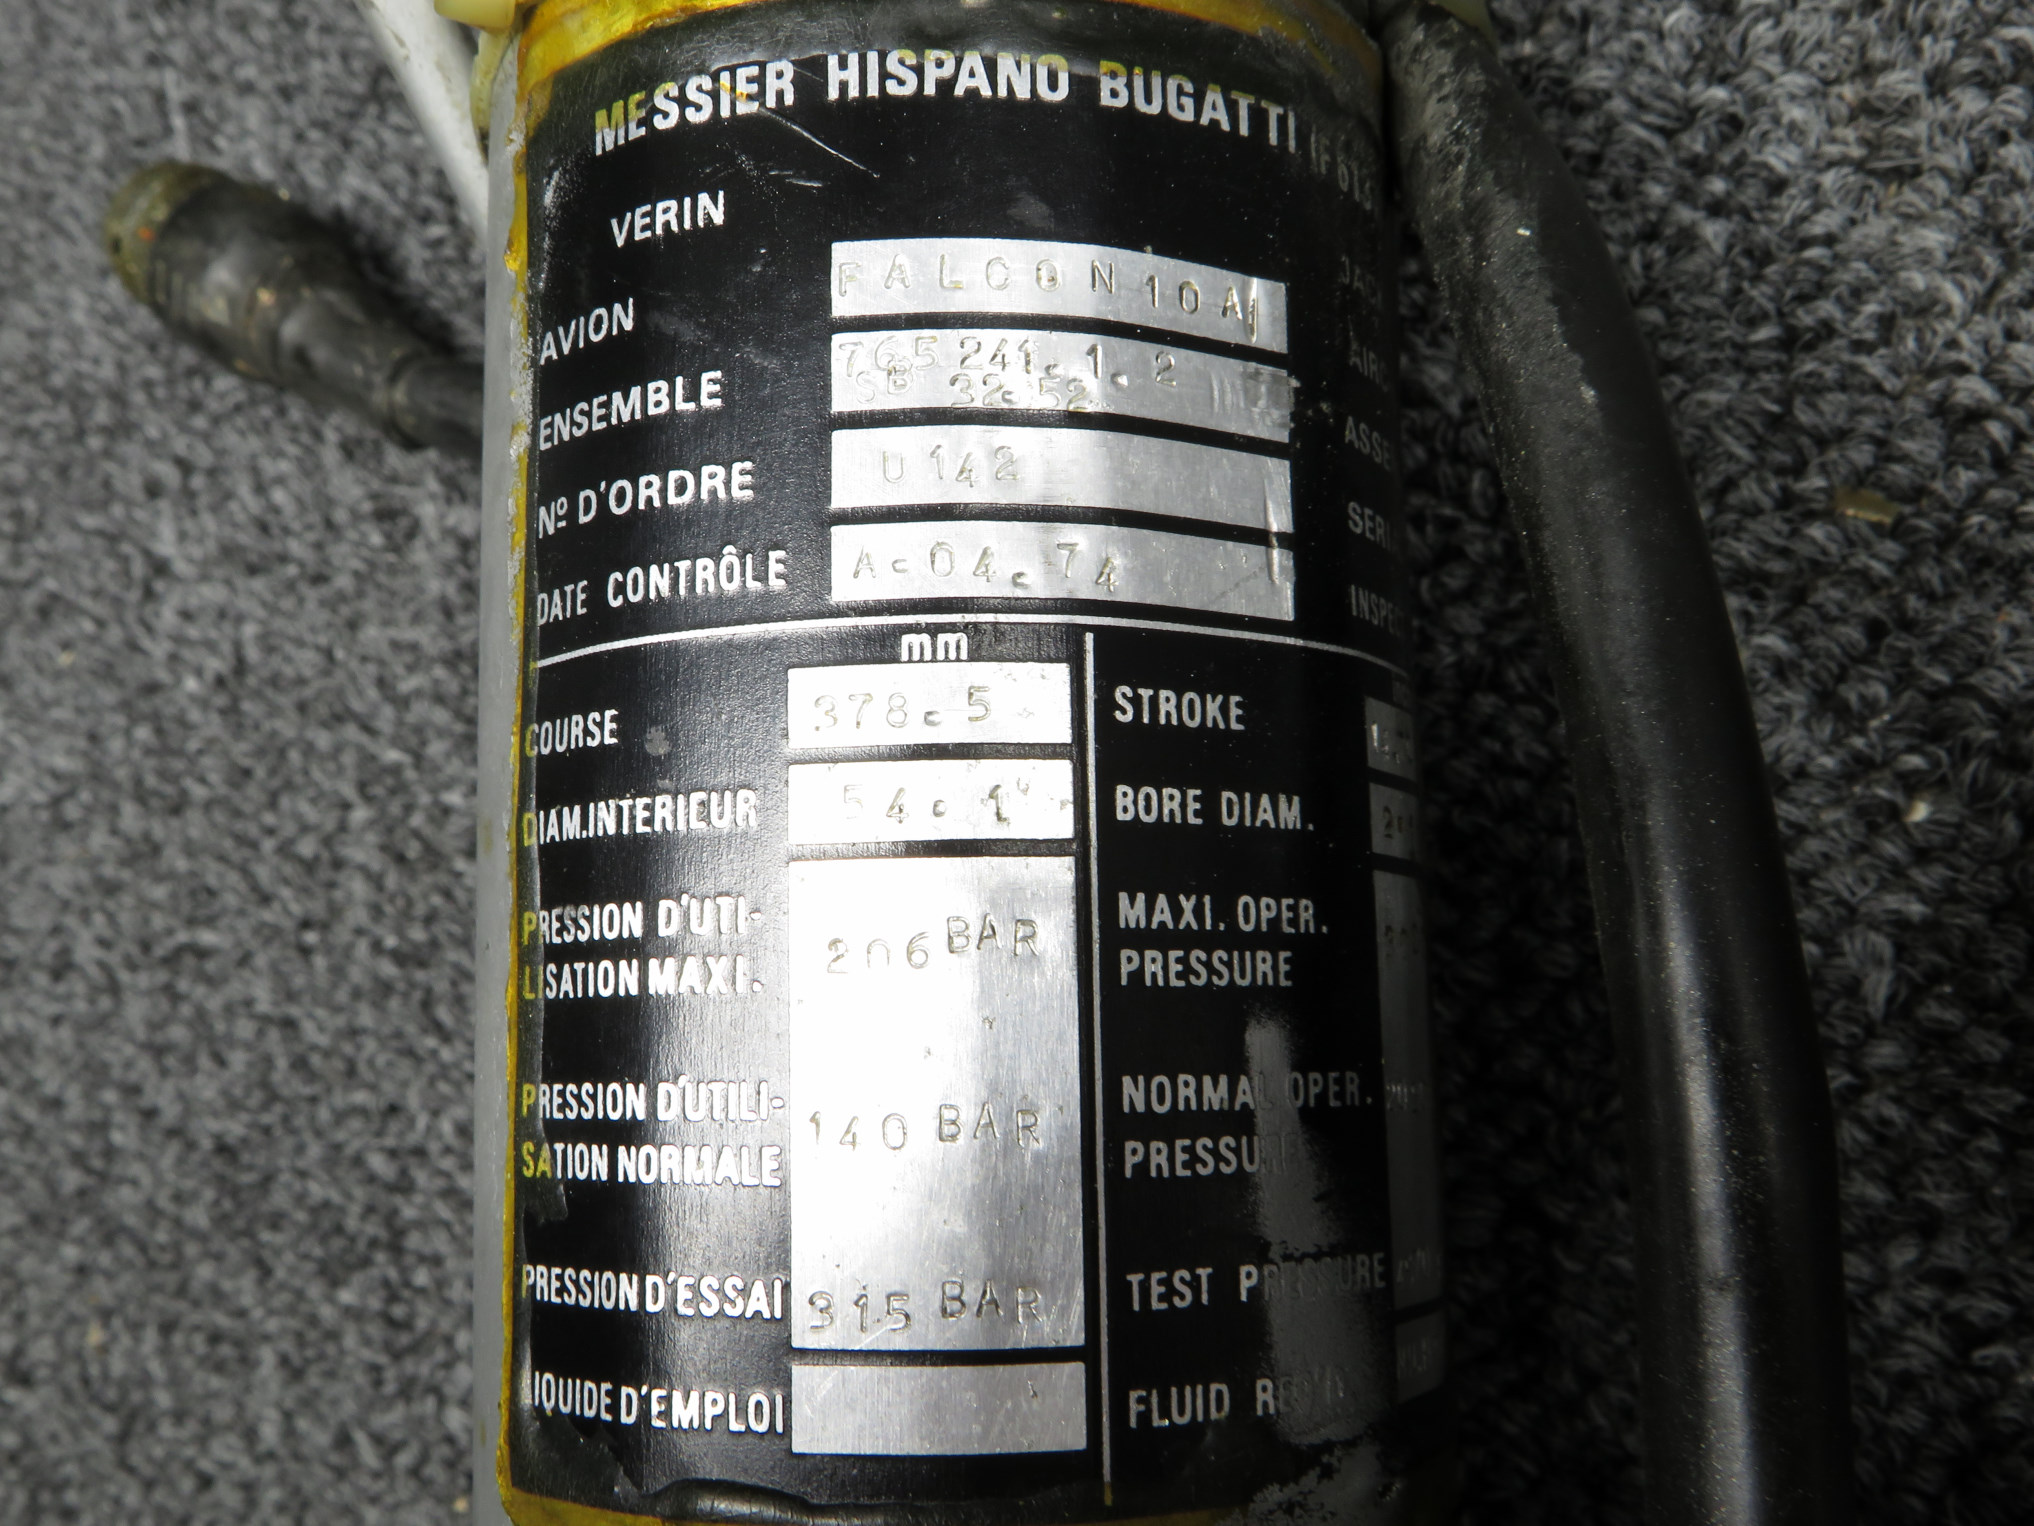 MESSIER HISPANO BUGATTI
VERIN
AVION FALCON 10 A
ENSEMBLE 765 241.1.2
SB 32.52
Nº D'ORDRE U 142
DATE CONTRÔLE A-04.74
mm
COURSE 378.5 STROKE
DIAM.INTERIEUR 54.1 BORE DIAM.
PRESSION D'UTI- MAXI. OPER.
LISATION MAXI. 206 BAR PRESSURE
PRESSION D'UTILI- NORMAL OPER.
SATION NORMALE 140 BAR PRESSURE
PRESSION D'ESSAI 315 BAR TEST PRESSURE
LIQUIDE D'EMPLOI FLUID